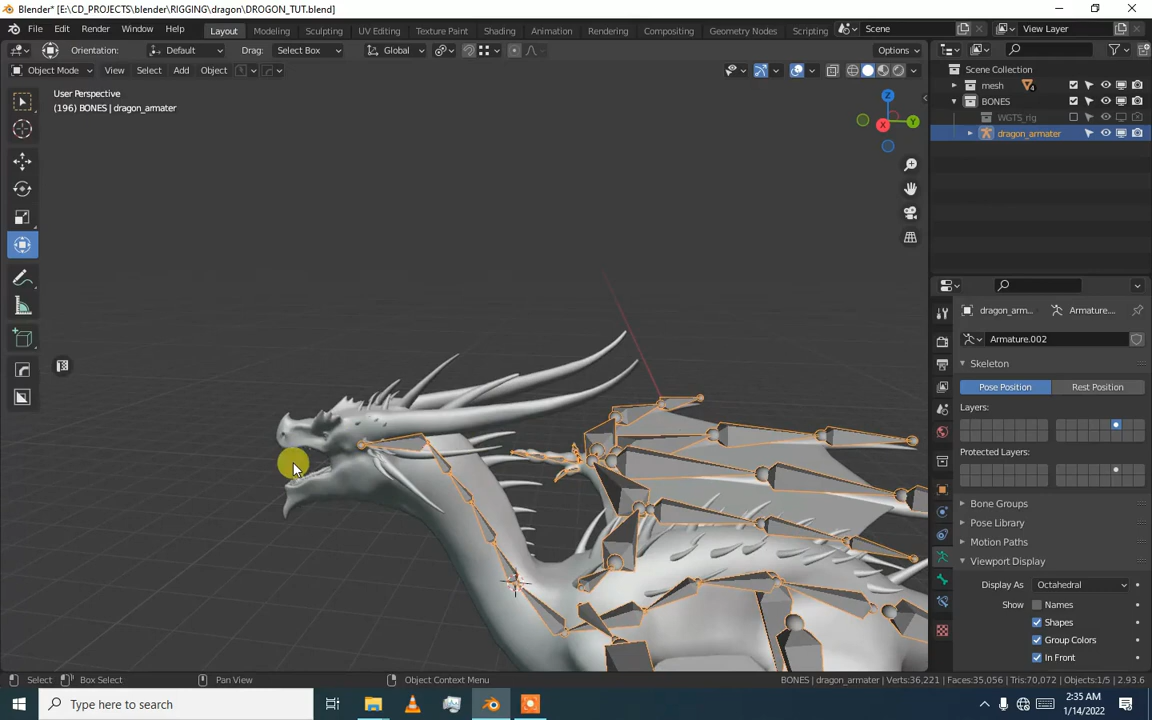 Blender* [E:\CD_PROJECTS\blender\RIGGING\dragon\DROGON_TUT.blend]
File Edit Render Window Help Layout Modeling Sculpting UV Editing Texture Paint Shading Animation Rendering Compositing Geometry Nodes Scripting Scene View Layer
Orientation: Default Drag: Select Box Global Options
Object Mode View Select Add Object
User Perspective
(196) BONES | dragon_armater
Z
Y
X
Scene Collection
mesh 4
BONES
WGTS_rig
dragon_armater
dragon_arm... Armature....
Armature.002
Skeleton
Pose Position Rest Position
Layers:
Protected Layers:
Bone Groups
Pose Library
Motion Paths
Viewport Display
Display As Octahedral
Show Names
Shapes
Group Colors
In Front
Select Box Select Pan View Object Context Menu BONES | dragon_armater | Verts:36,221 | Faces:35,056 | Tris:70,072 | Objects:1/5 | 2.93.6
Type here to search
2:35 AM
1/14/2022